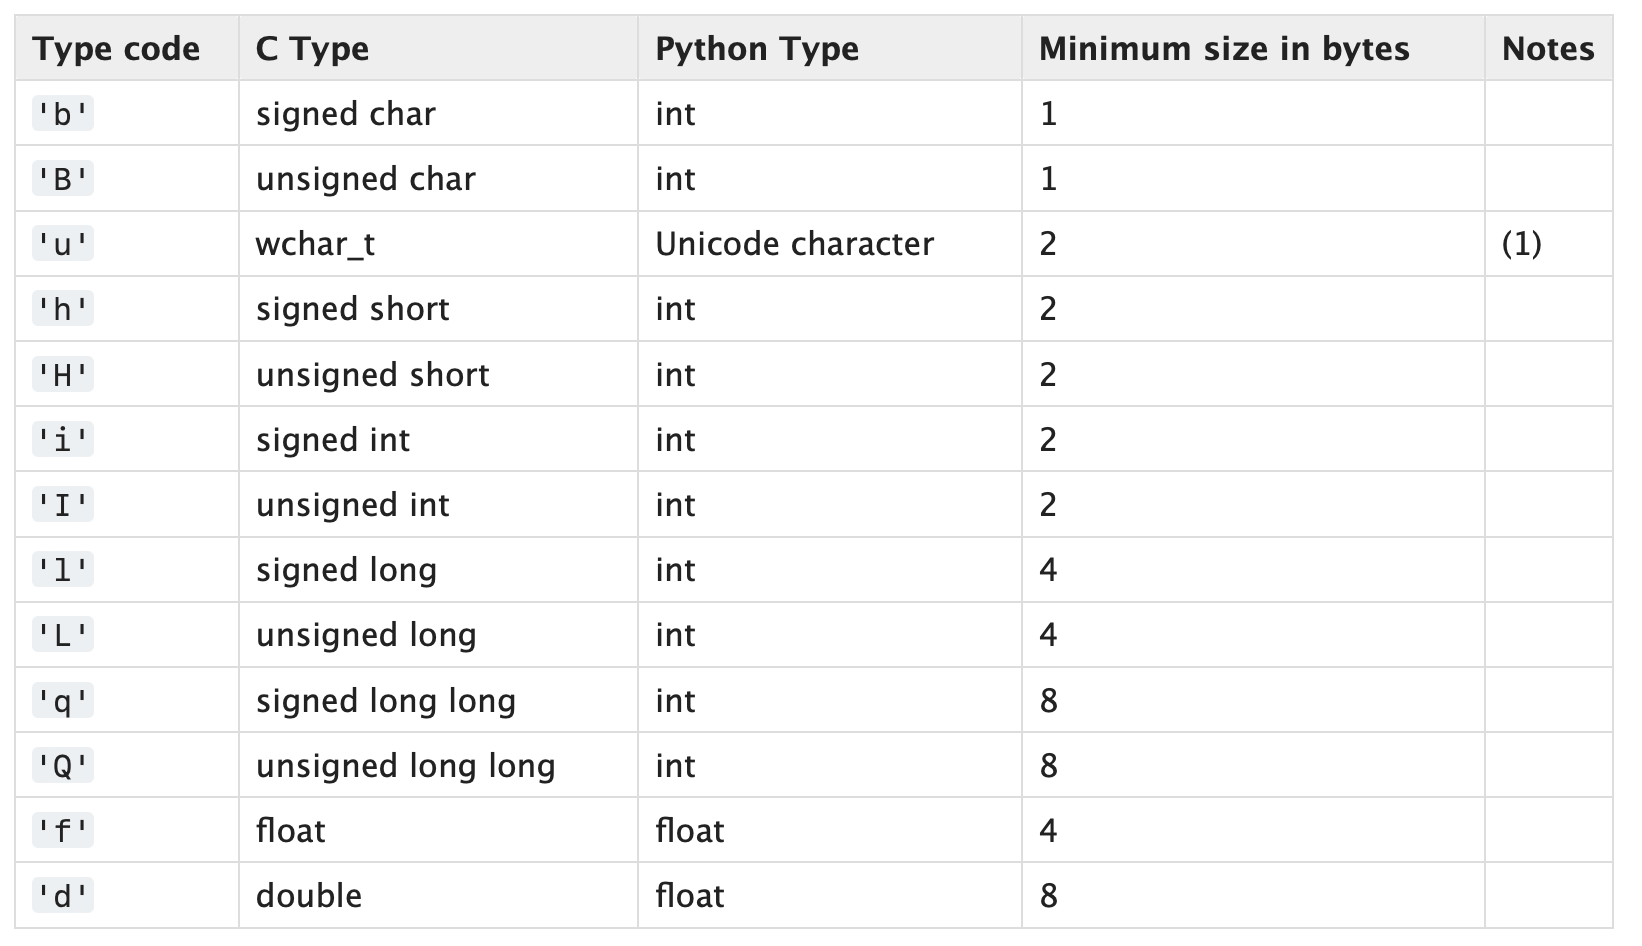 Type code C Type Python Type Minimum size in bytes Notes
'b' signed char int 1
'B' unsigned char int 1
'u' wchar_t Unicode character 2 (1)
'h' signed short int 2
'H' unsigned short int 2
'i' signed int int 2
'I' unsigned int int 2
'l' signed long int 4
'L' unsigned long int 4
'q' signed long long int 8
'Q' unsigned long long int 8
'f' float float 4
'd' double float 8